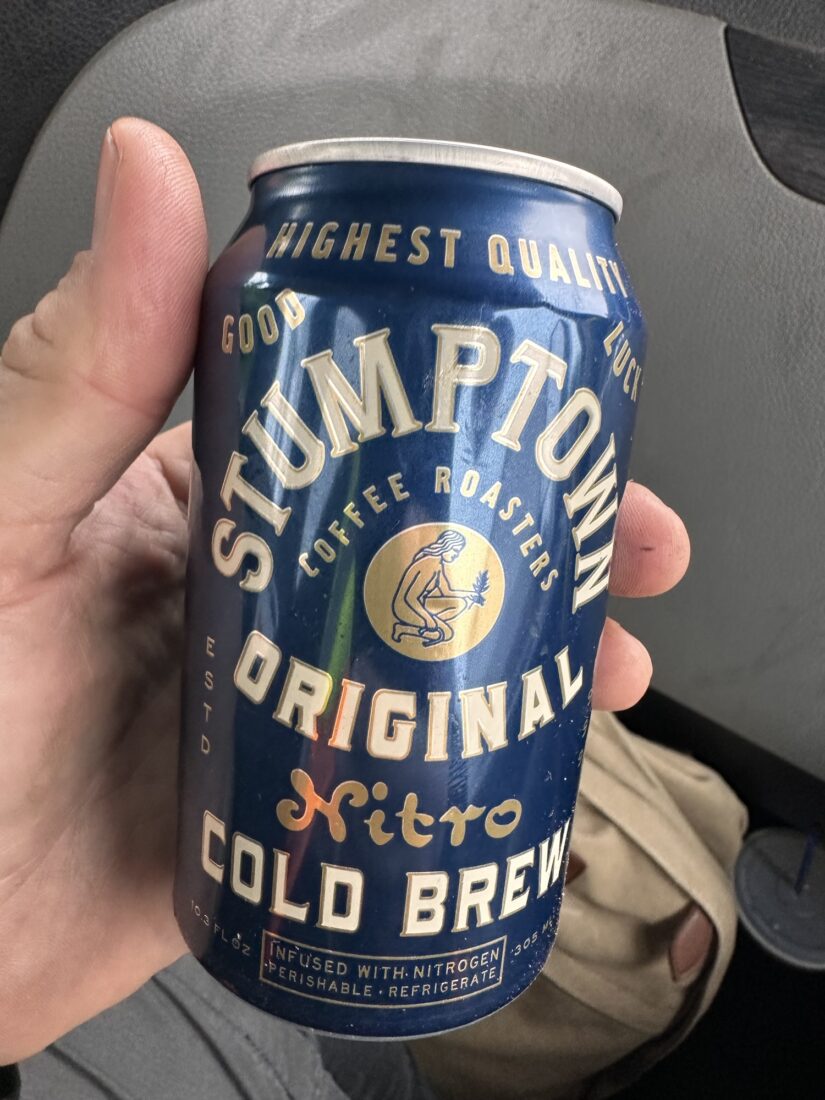 HIGHEST QUALITY
GOOD LUCK
STUMPTOWN
COFFEE ROASTERS
ESTD
ORIGINAL
Nitro
COLD BREW
10.3 FL OZ
INFUSED WITH NITROGEN
PERISHABLE • REFRIGERATE
305